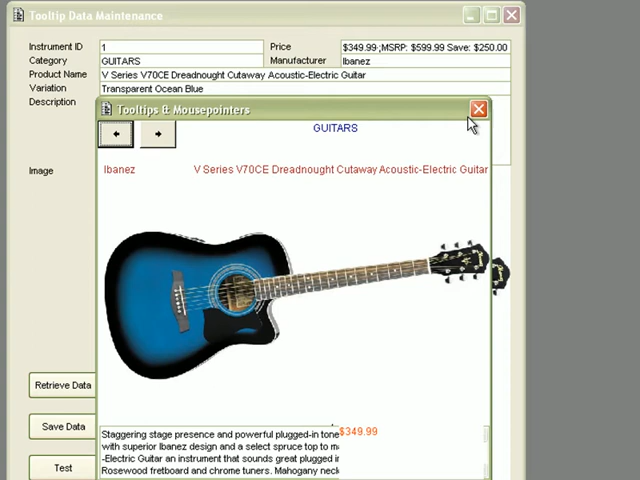 Tooltip Data Maintenance
Instrument ID 1 Price $349.99 ;MSRP: $599.99 Save: $250.00
Category GUITARS Manufacturer Ibanez
Product Name V Series V70CE Dreadnought Cutaway Acoustic-Electric Guitar
Variation Transparent Ocean Blue
Description
Tooltips & Mousepointers
GUITARS
Image
Ibanez V Series V70CE Dreadnought Cutaway Acoustic-Electric Guitar
Retrieve Data
Save Data
Test
Staggering stage presence and powerful plugged-in tone
with superior Ibanez design and a select spruce top to m
-Electric Guitar an instrument that sounds great plugged i
Rosewood fretboard and chrome tuners. Mahogany neck
$349.99